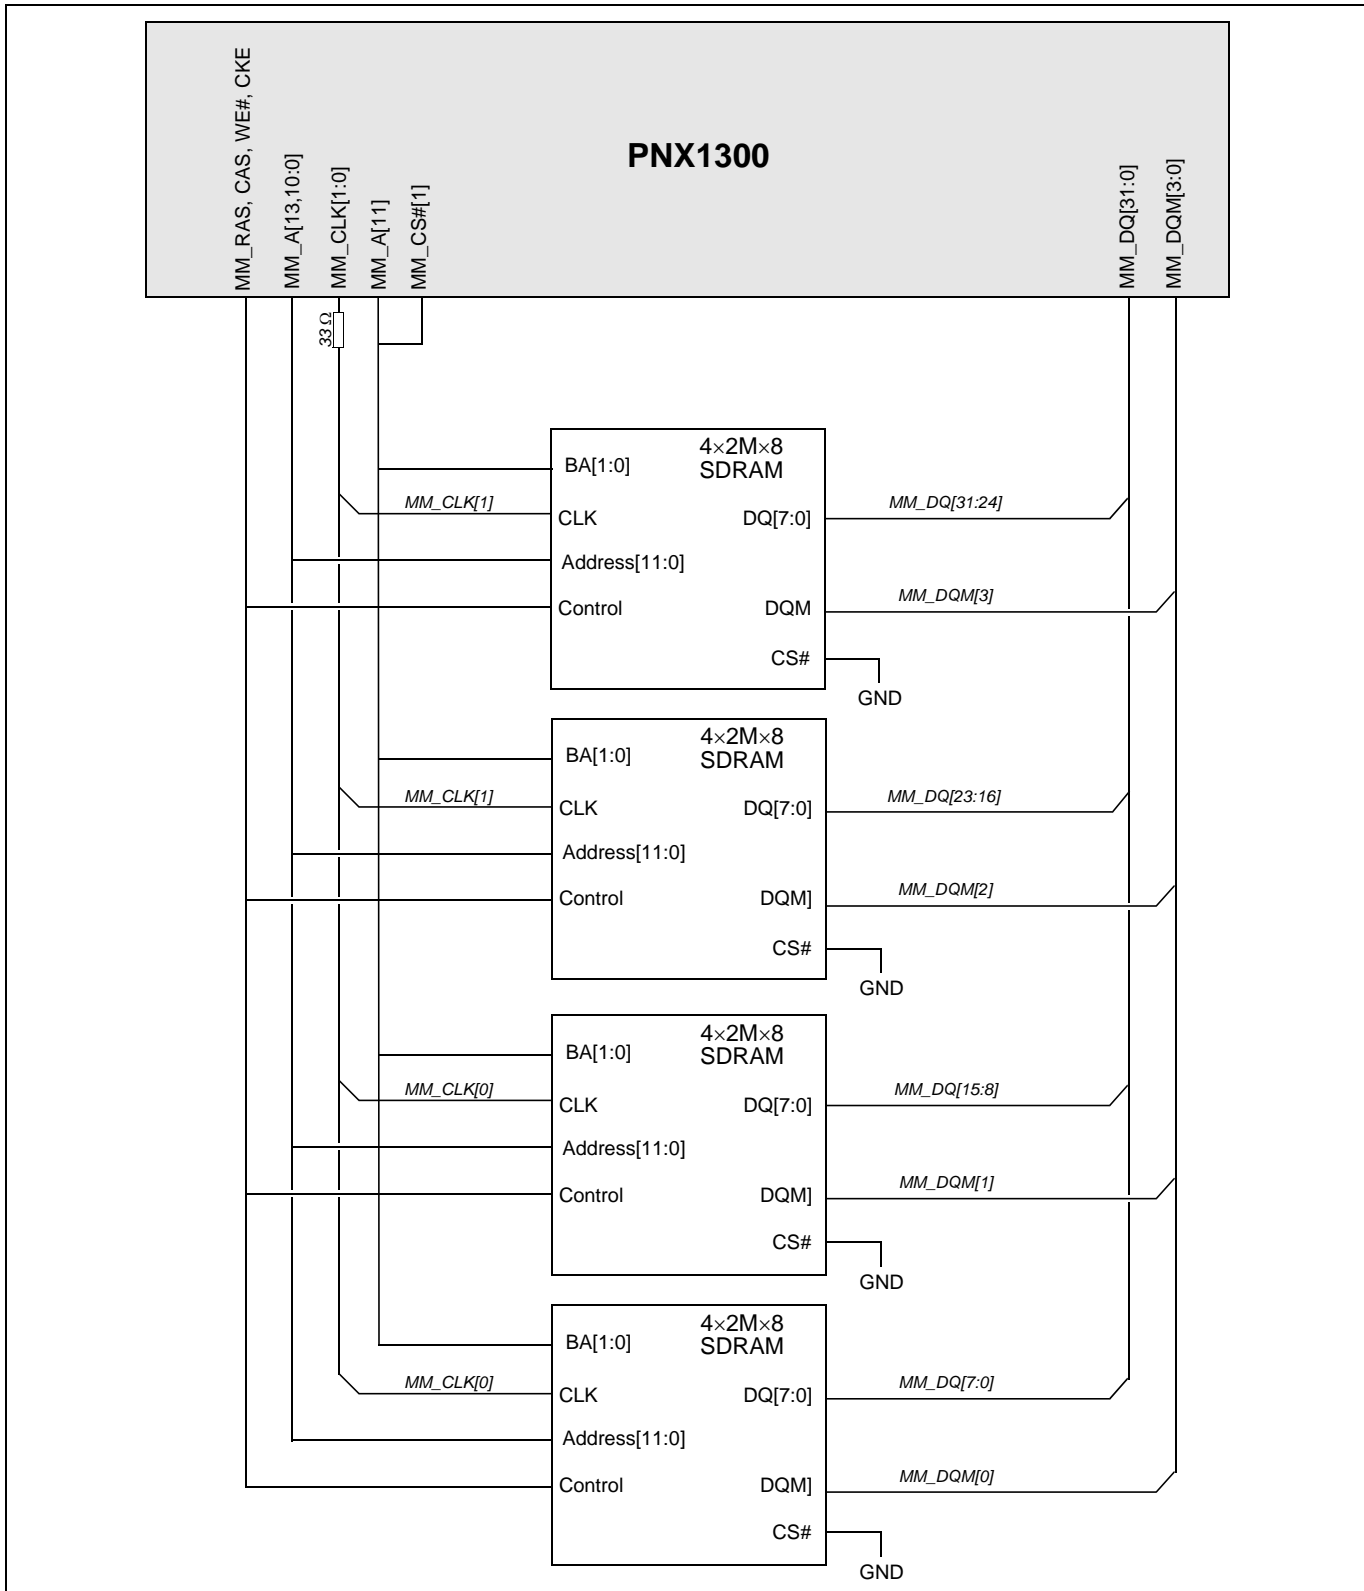 PNX1300
MM_RAS, CAS, WE#, CKE
MM_A[13,10:0]
MM_CLK[1:0]
MM_A[11]
MM_CS#[1]
MM_DQ[31:0]
MM_DQM[3:0]
33 Ω
4×2M×8
SDRAM
BA[1:0]
MM_CLK[1]
CLK
DQ[7:0]
MM_DQ[31:24]
Address[11:0]
Control
DQM
MM_DQM[3]
CS#
GND
4×2M×8
SDRAM
BA[1:0]
MM_CLK[1]
CLK
DQ[7:0]
MM_DQ[23:16]
Address[11:0]
Control
DQM]
MM_DQM[2]
CS#
GND
4×2M×8
SDRAM
BA[1:0]
MM_CLK[0]
CLK
DQ[7:0]
MM_DQ[15:8]
Address[11:0]
Control
DQM]
MM_DQM[1]
CS#
GND
4×2M×8
SDRAM
BA[1:0]
MM_CLK[0]
CLK
DQ[7:0]
MM_DQ[7:0]
Address[11:0]
Control
DQM]
MM_DQM[0]
CS#
GND